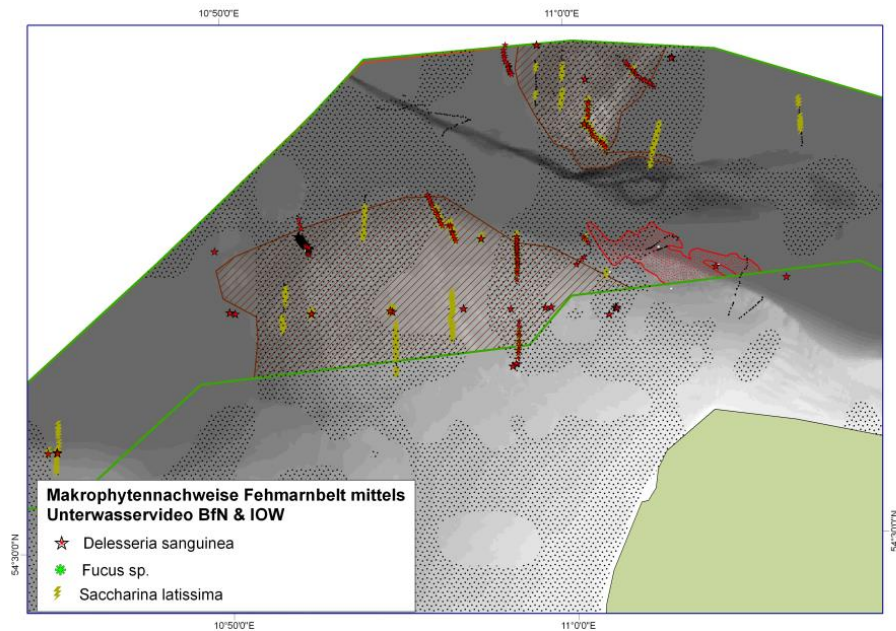 10°50'0"E
11°0'0"E
54°30'0"N
54°30'0"N
Makrophytennachweise Fehmarnbelt mittels
Unterwasservideo BfN & IOW
Delesseria sanguinea
Fucus sp.
Saccharina latissima
10°50'0"E
11°0'0"E